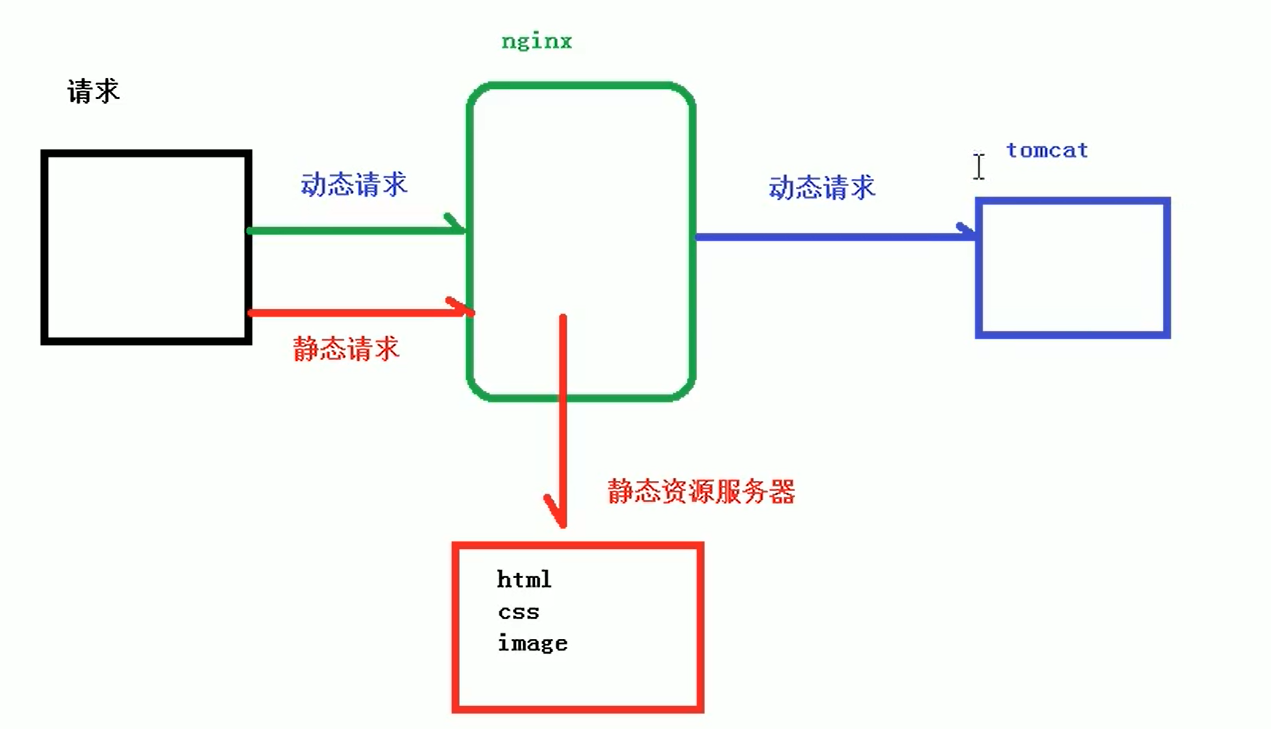 nginx
请求
tomcat
动态请求
动态请求
静态请求
静态资源服务器
html
css
image